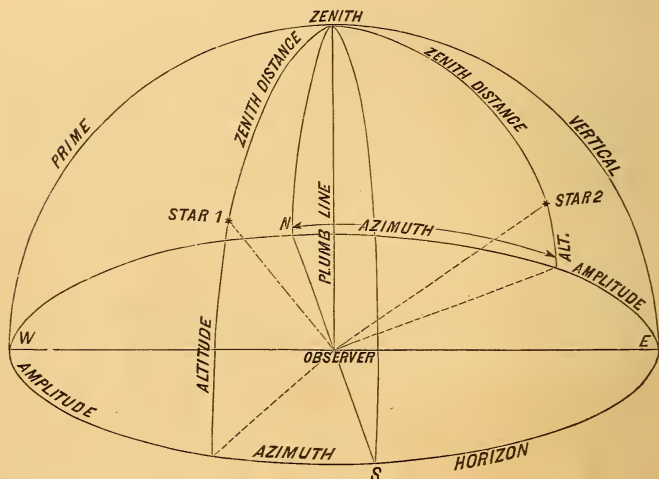 ZENITH
ZENITH DISTANCE
ZENITH DISTANCE
PRIME
VERTICAL
STAR 1
N
PLUMB LINE
AZIMUTH
STAR 2
ALT.
AMPLITUDE
W
OBSERVER
E
ALTITUDE
AMPLITUDE
AZIMUTH
S
HORIZON